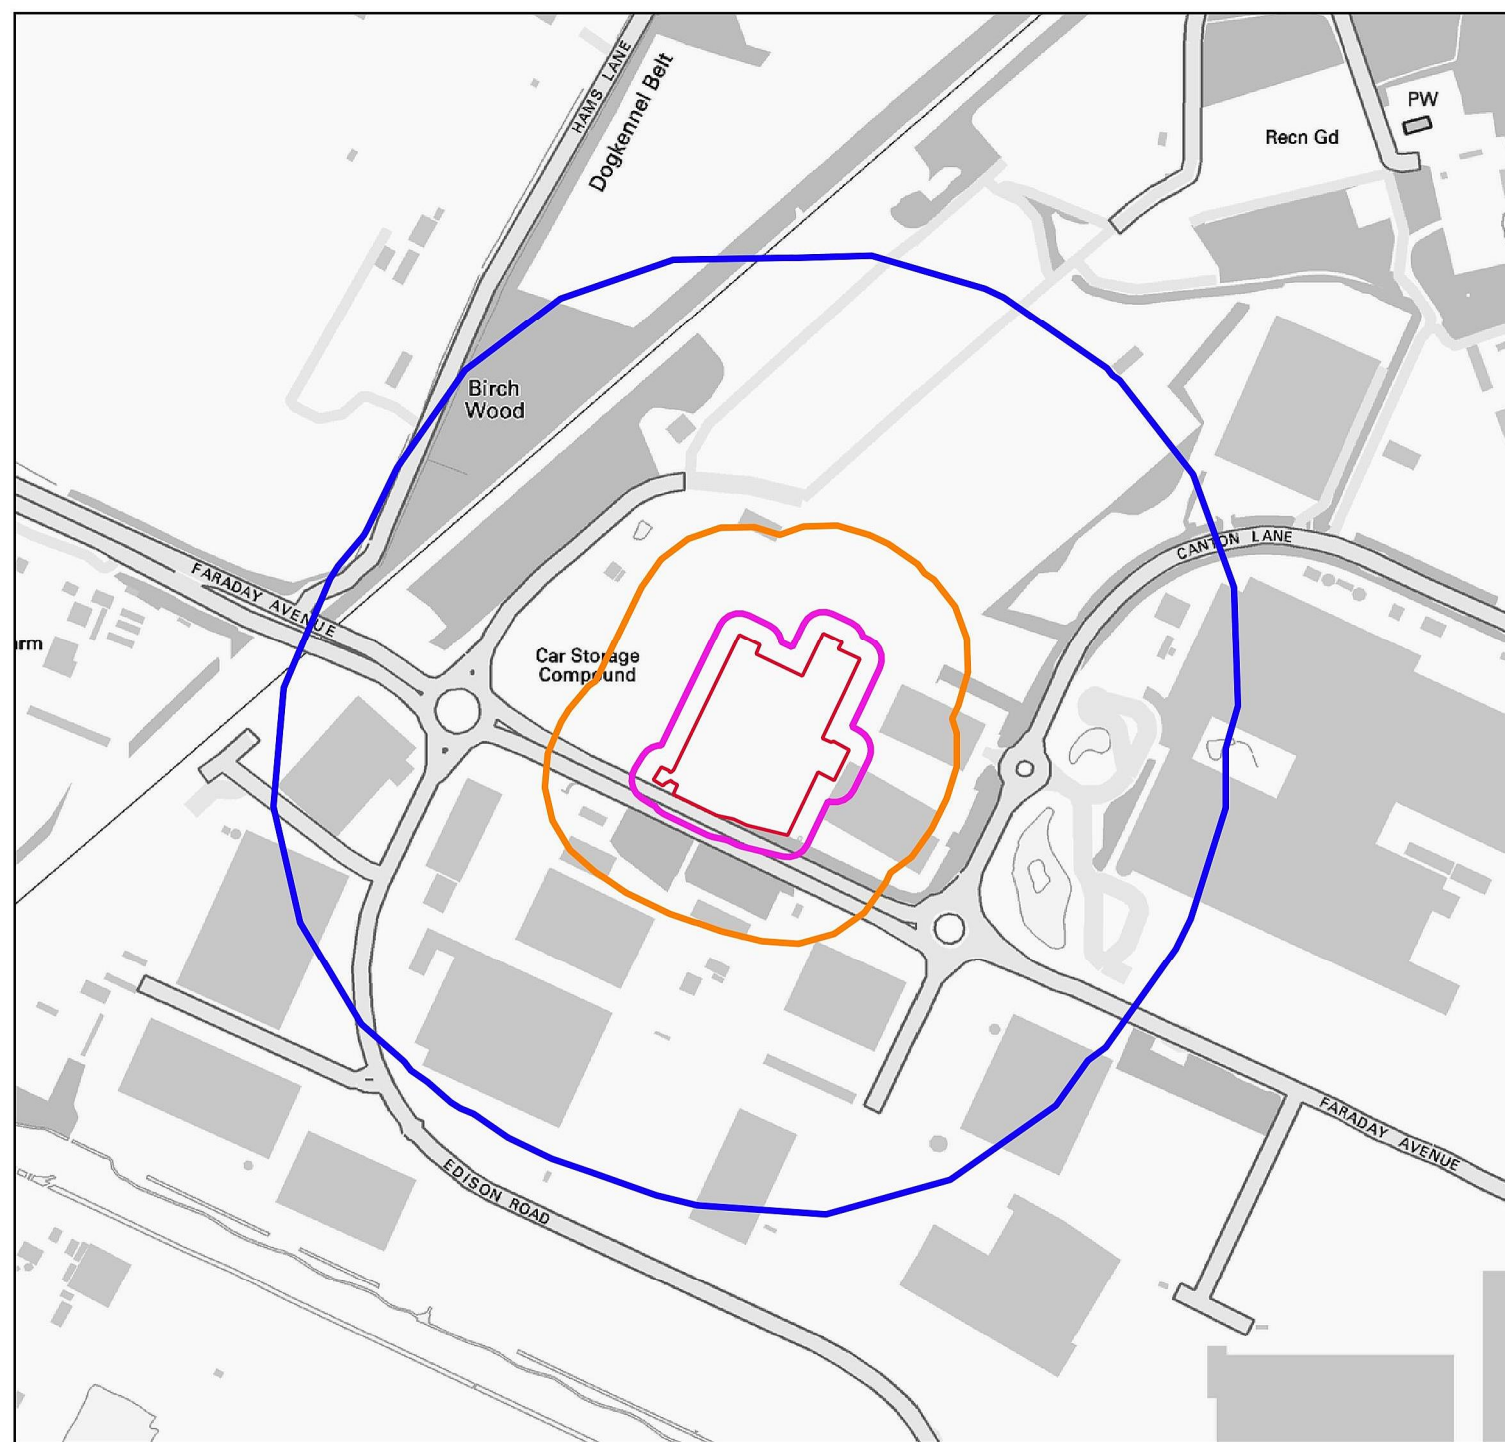 HAMS LANE
Dogkennel Belt
PW
Recn Gd
Birch
Wood
FARADAY AVENUE
CANTON LANE
arm
Car Storage
Compound
FARADAY AVENUE
EDISON ROAD